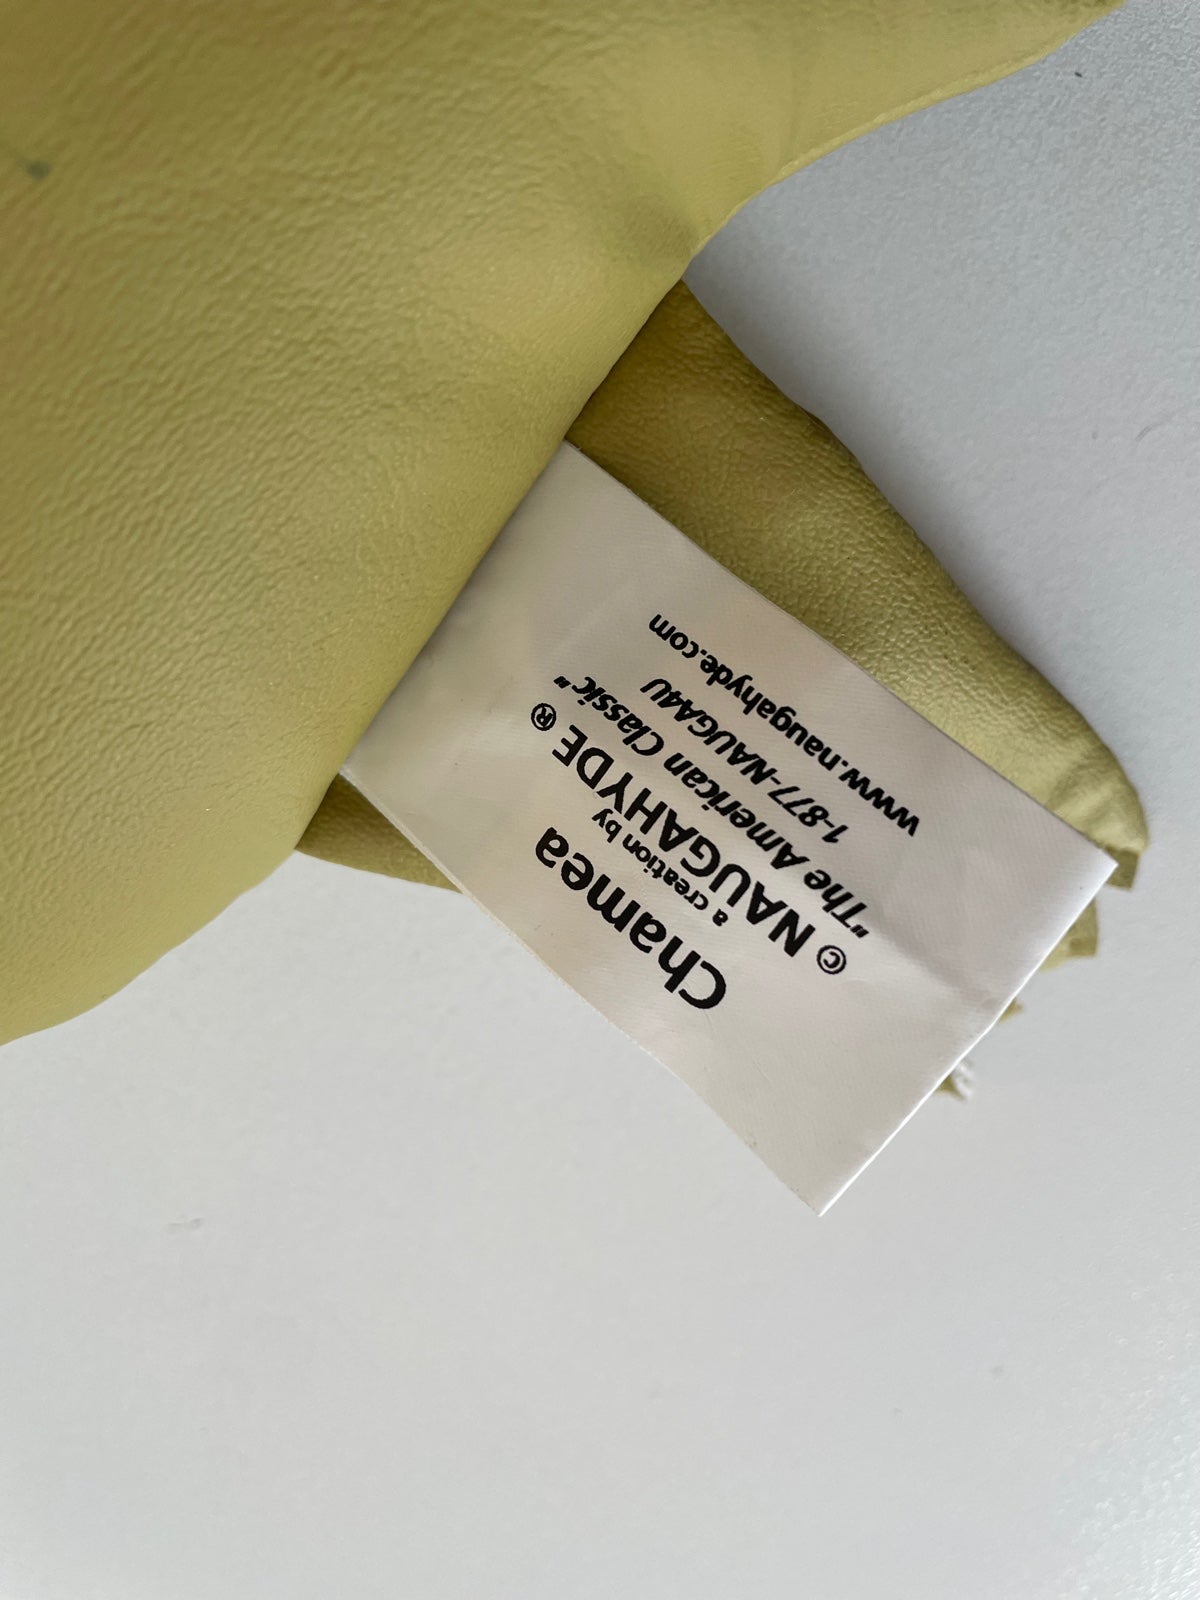 Chamea
a creation by
© NAUGAHYDE ®
"The American Classic"
1-877-NAUGA4U
www.naugahyde.com